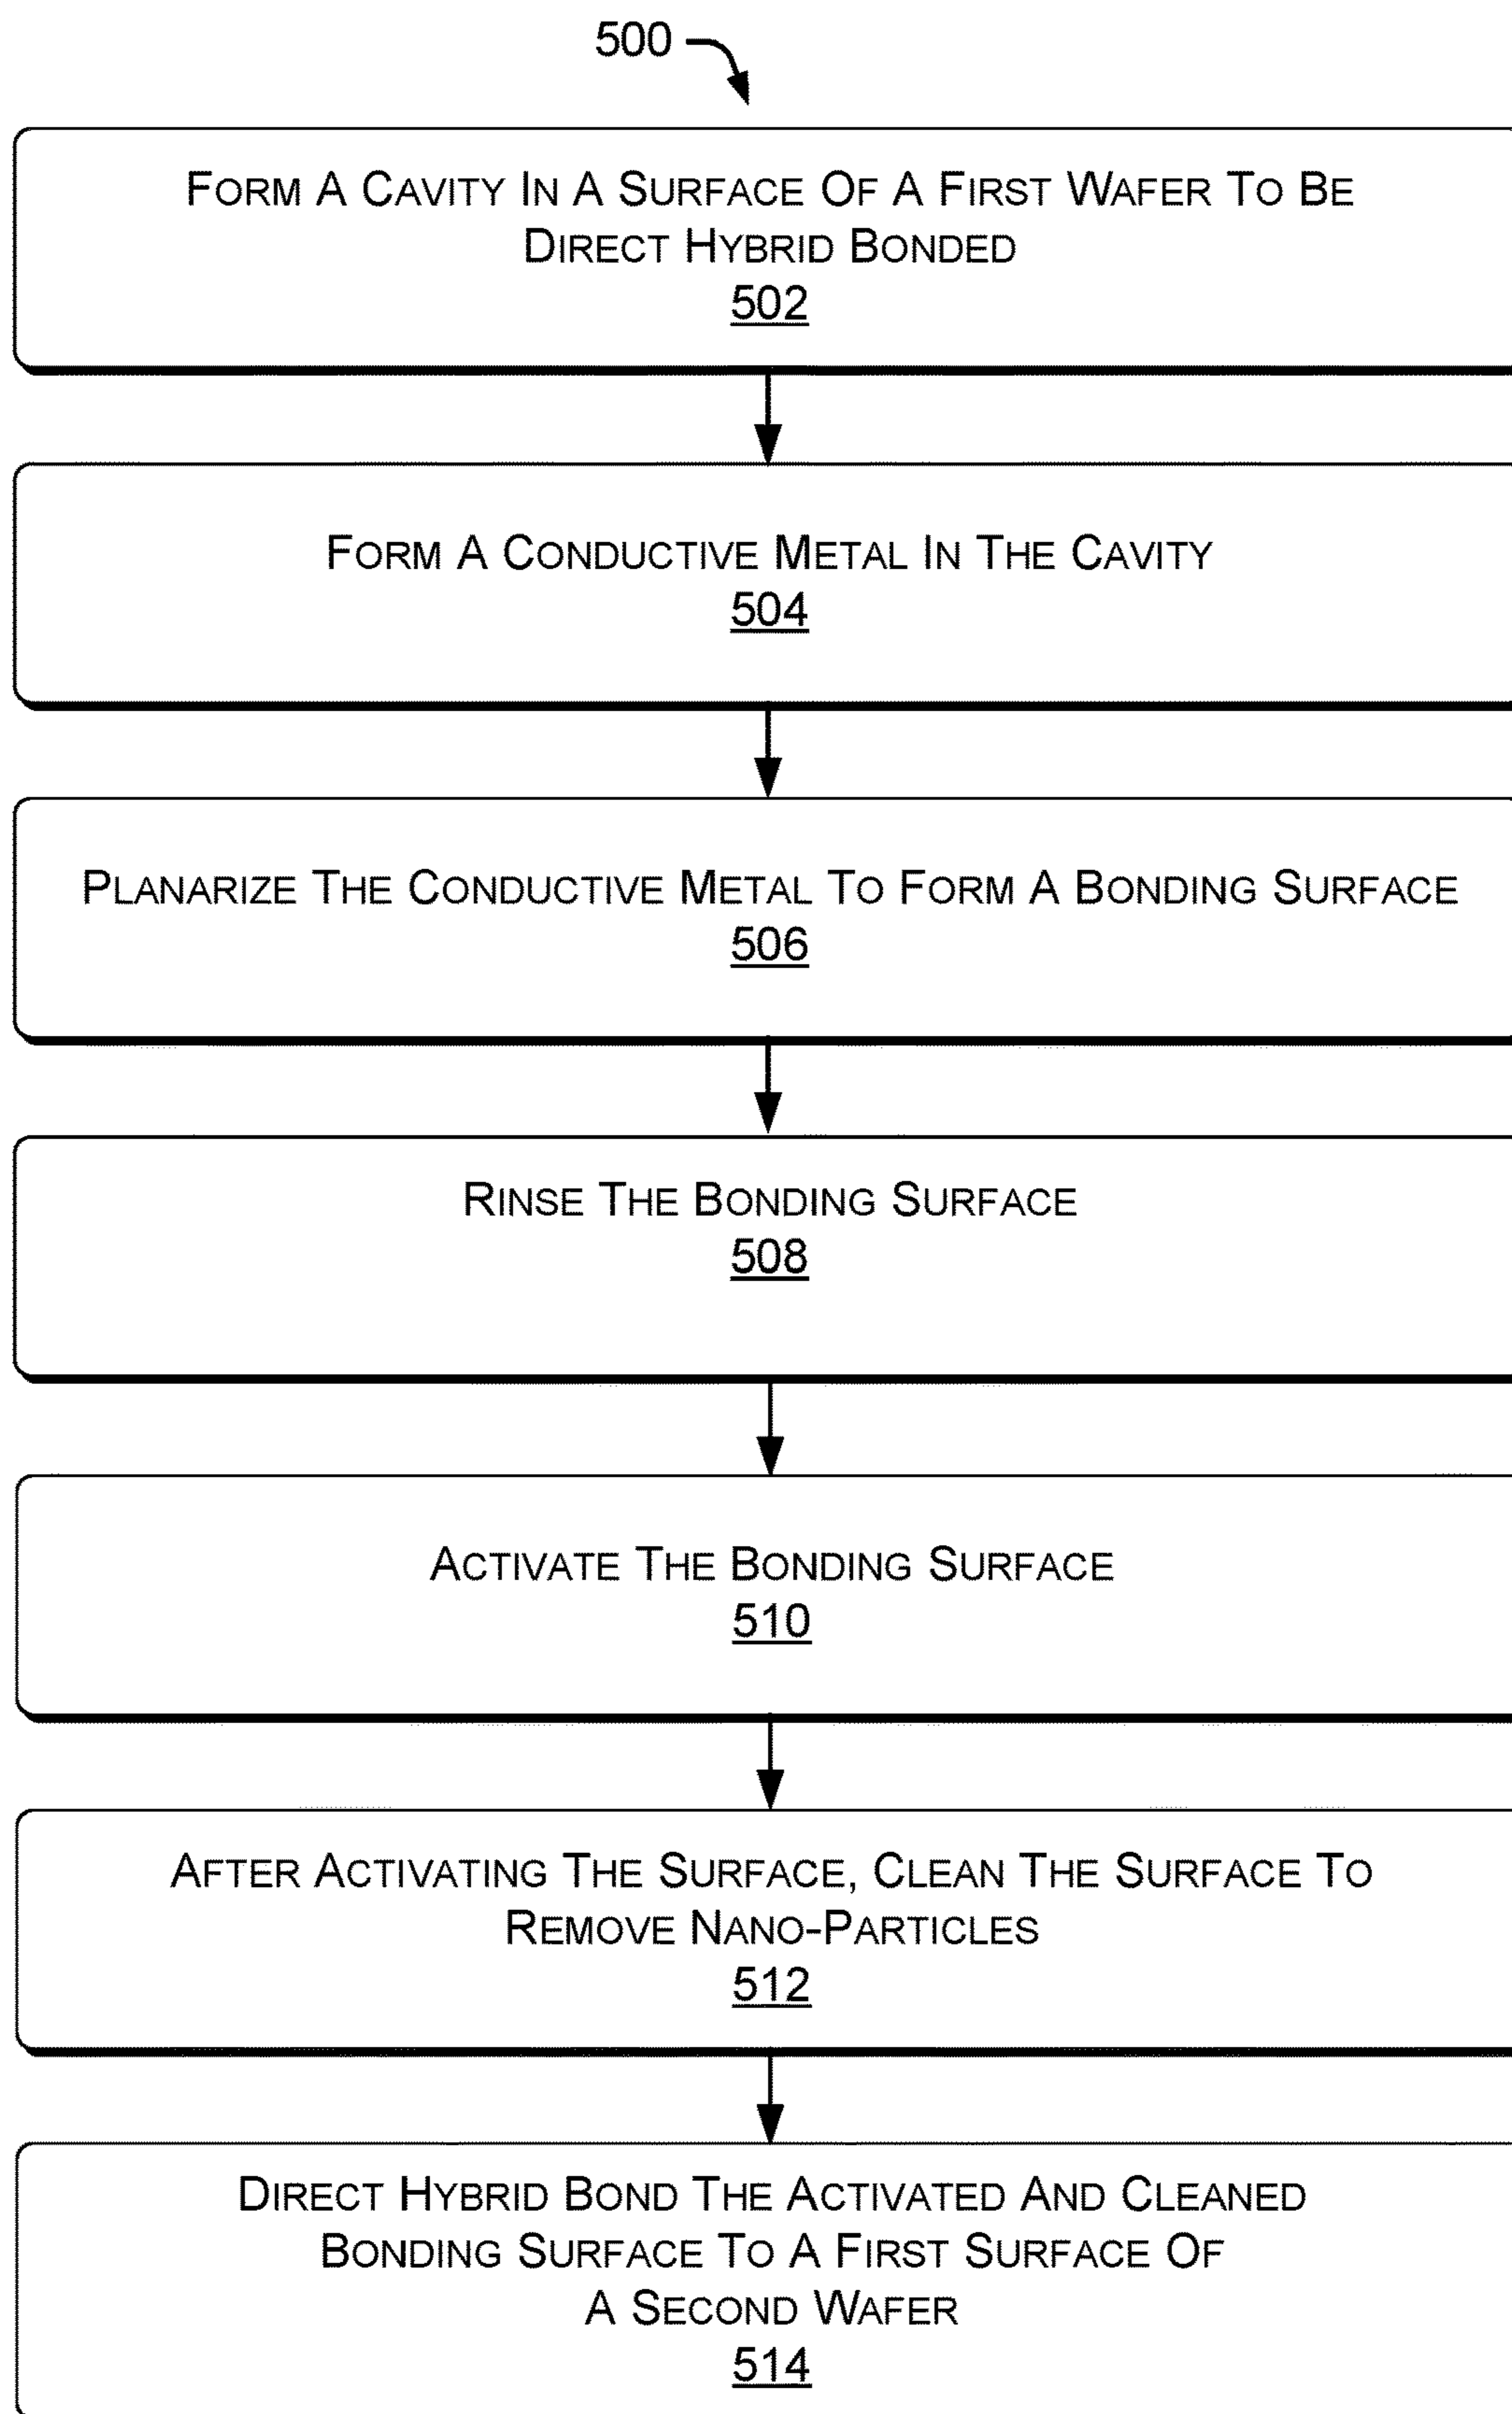 500
FORM A CAVITY IN A SURFACE OF A FIRST WAFER TO BE
DIRECT HYBRID BONDED
502
FORM A CONDUCTIVE METAL IN THE CAVITY
504
PLANARIZE THE CONDUCTIVE METAL TO FORM A BONDING SURFACE
506
RINSE THE BONDING SURFACE
508
ACTIVATE THE BONDING SURFACE
510
AFTER ACTIVATING THE SURFACE, CLEAN THE SURFACE TO
REMOVE NANO-PARTICLES
512
DIRECT HYBRID BOND THE ACTIVATED AND CLEANED
BONDING SURFACE TO A FIRST SURFACE OF
A SECOND WAFER
514